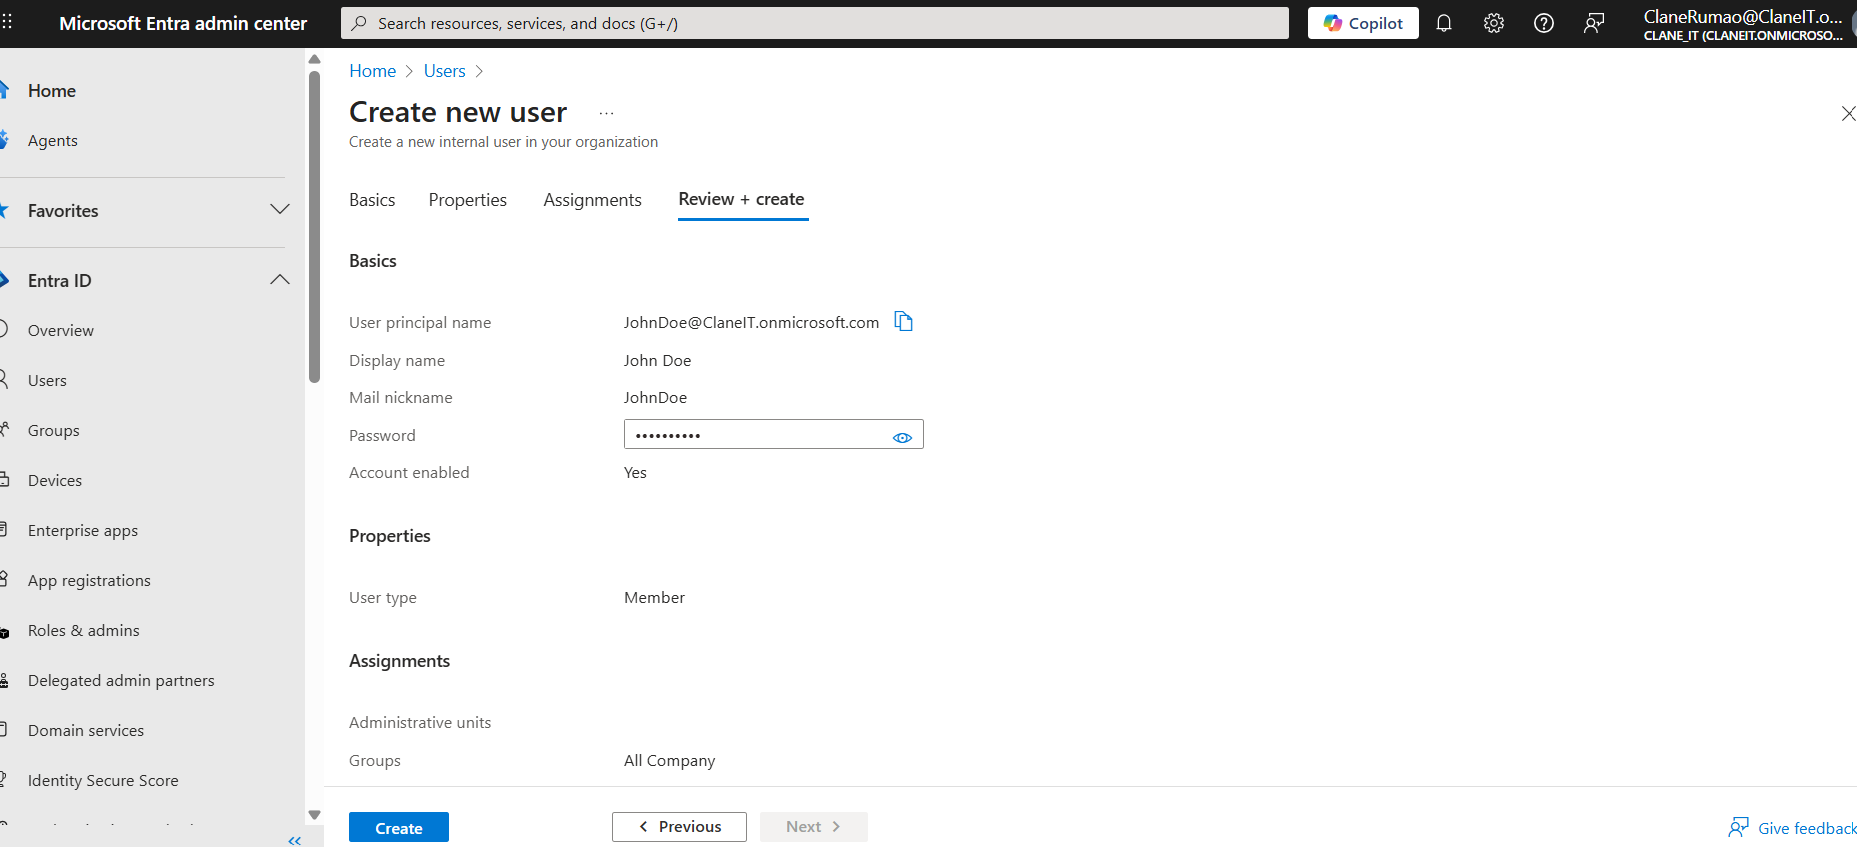 Microsoft Entra admin center
Search resources, services, and docs (G+/)
Copilot
ClaneRumao@ClaneIT.o...
CLANE_IT (CLANEIT.ONMICROSO...
Home
Agents
Favorites
Entra ID
Overview
Users
Groups
Devices
Enterprise apps
App registrations
Roles & admins
Delegated admin partners
Domain services
Identity Secure Score
Home > Users >
Create new user ...
Create a new internal user in your organization
Basics Properties Assignments Review + create
Basics
User principal name JohnDoe@ClaneIT.onmicrosoft.com
Display name John Doe
Mail nickname JohnDoe
Password ••••••••••
Account enabled Yes
Properties
User type Member
Assignments
Administrative units
Groups All Company
Create < Previous Next >
Give feedback